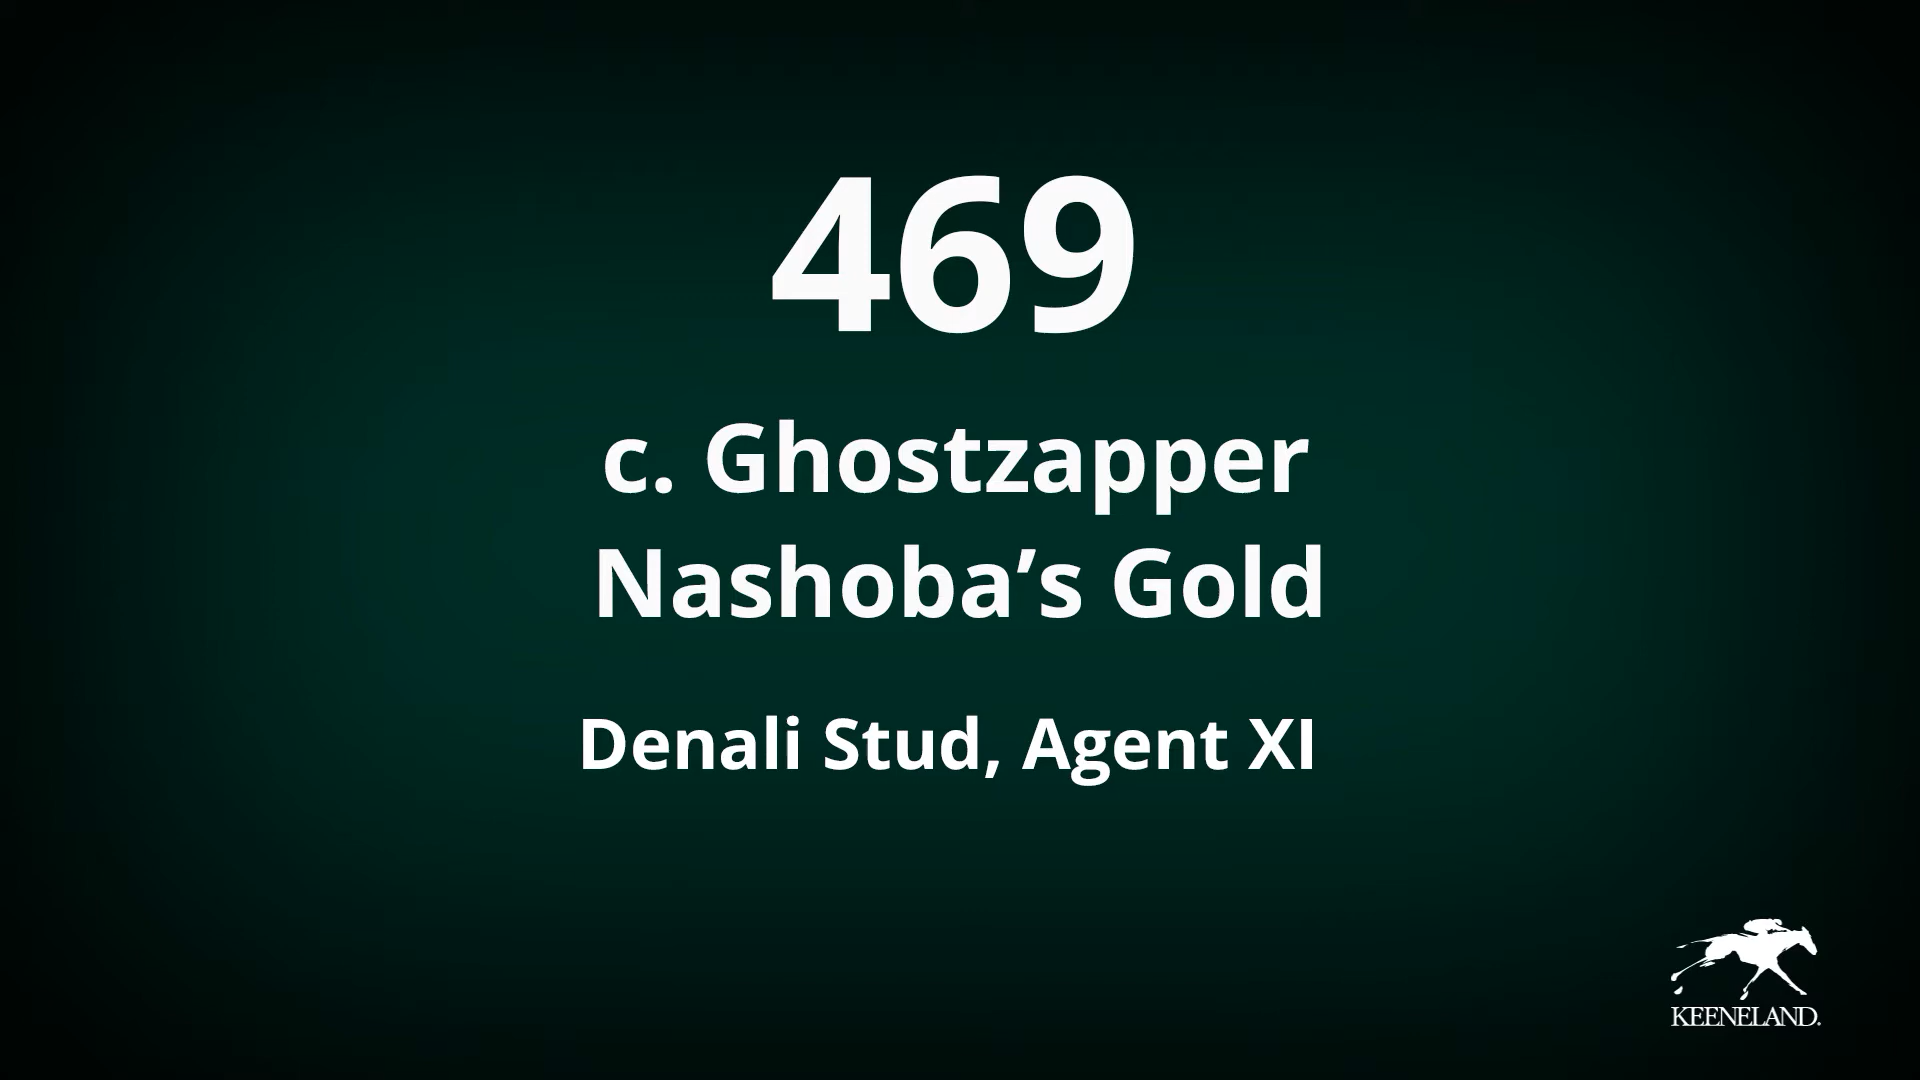 469
c. Ghostzapper
Nashoba’s Gold
Denali Stud, Agent XI
KEENELAND.